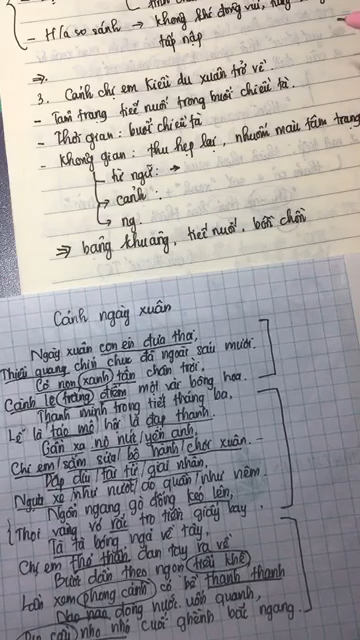 - H/a so sánh → không khí đông vui,
tấp nập
⇒
3. Cảnh chị em Kiều du xuân trở về
- Tâm trạng tiếc nuối trong buổi chiều tà
- Thời gian: buổi chiều tà
- Không gian: thu hẹp lại, nhuốm màu tâm trạng
từ ngữ: →
→ cảnh:
→ ng.
⇒ bâng khuâng, tiếc nuối, bồn chồn
Cảnh ngày xuân
Ngày xuân con én đưa thoi,
Thiều quang chín chục đã ngoài sáu mươi.
Cỏ non xanh tận chân trời,
Cành lê trắng điểm một vài bông hoa.
Thanh minh trong tiết tháng ba,
Lễ là tảo mộ hội là đạp thanh.
Gần xa nô nức/yến anh,
Chị em/sắm sửa/bộ hành/chơi xuân.
Dập dìu/tài tử/giai nhân,
Ngựa xe/như nước/áo quần/như nêm.
Ngổn ngang gò đống kéo lên,
Thoi vàng vó rắc tro tiền giấy bay.
Tà tà bóng ngả về tây,
Chị em thơ thẩn dan tay ra về
Bước dần theo ngọn tiểu khê
Lần xem phong cảnh có bề thanh thanh
Nao nao dòng nước uốn quanh,
Dịp cầu nho nhỏ cuối ghềnh bắc ngang.